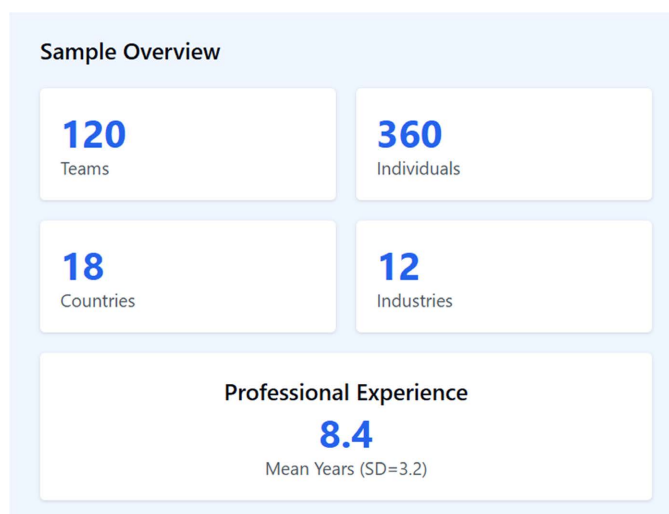 Sample Overview
120
Teams
360
Individuals
18
Countries
12
Industries
Professional Experience
8.4
Mean Years (SD=3.2)